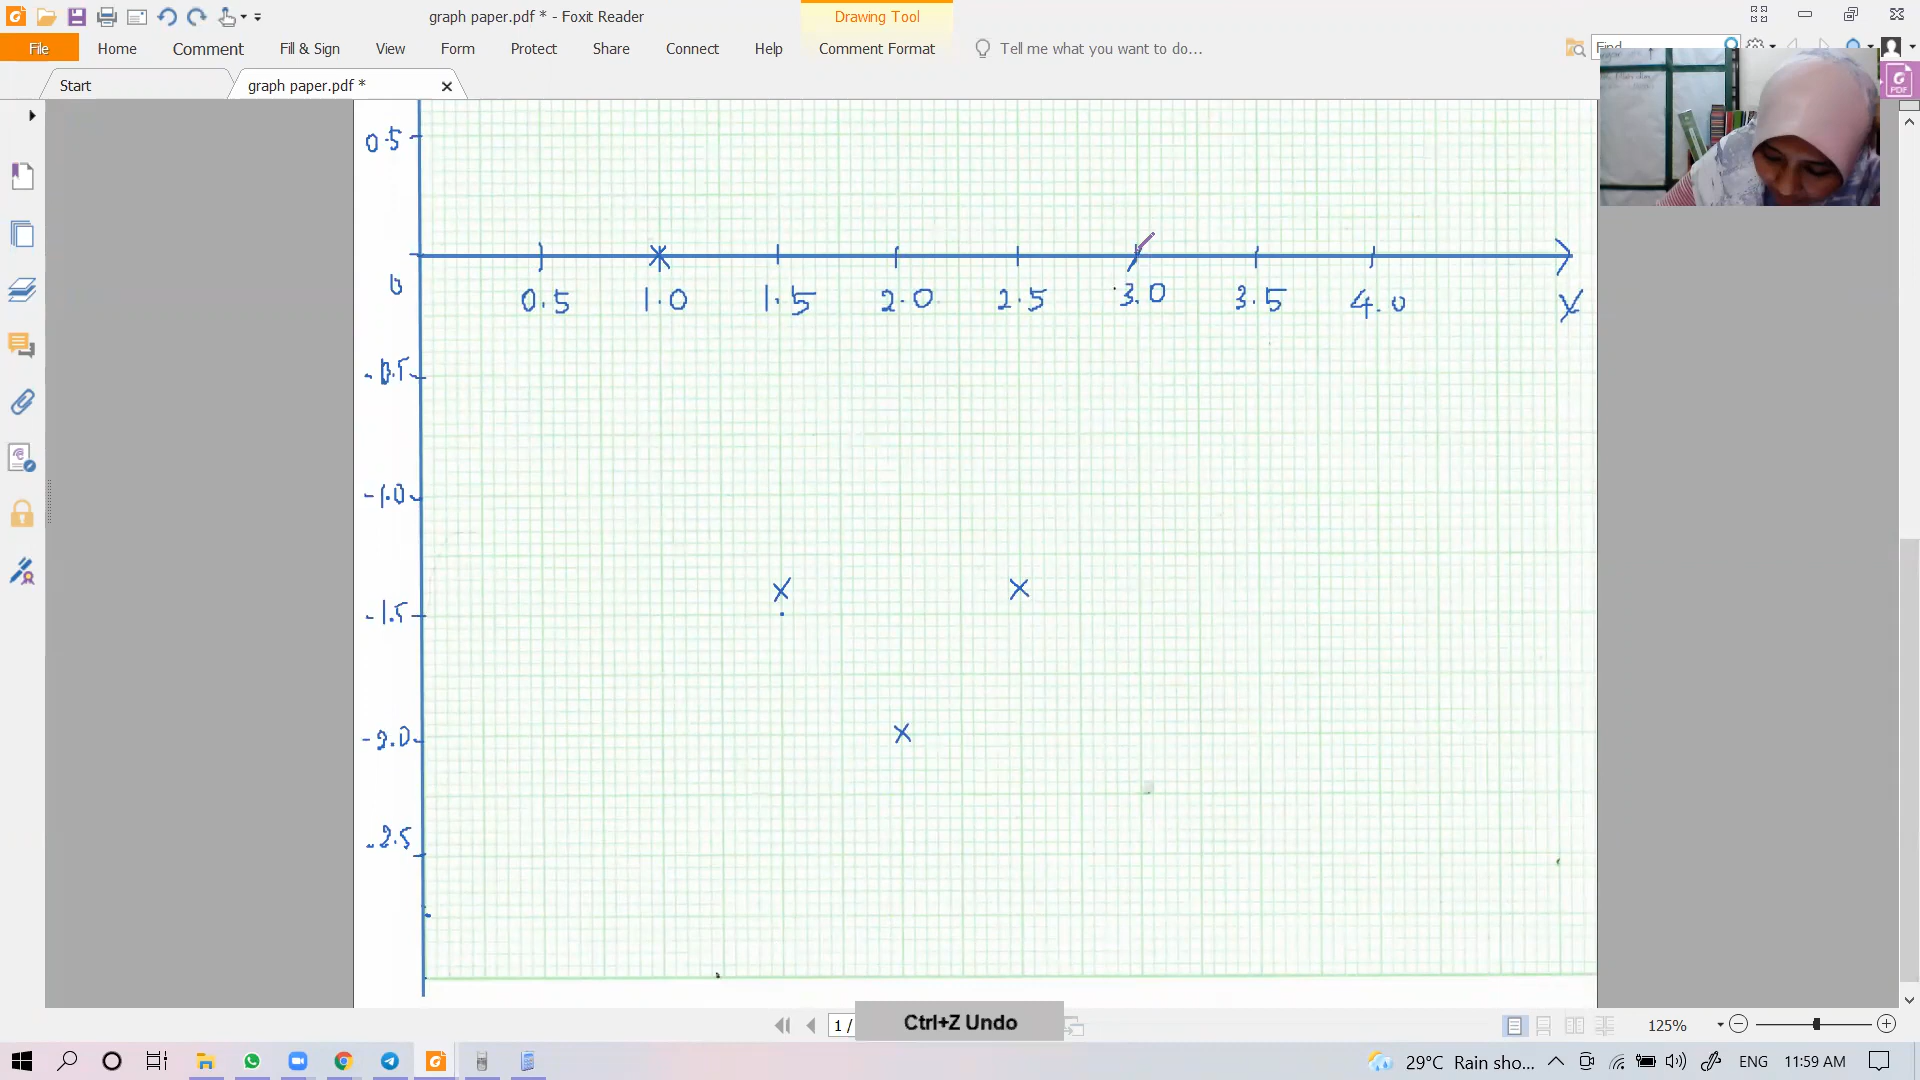 graph paper.pdf * - Foxit Reader
Drawing Tool
File Home Comment Fill & Sign View Form Protect Share Connect Help Comment Format Tell me what you want to do... Find
Start graph paper.pdf *
PDF
0.5
0
0.5 1.0 1.5 2.0 2.5 3.0 3.5 4.0 X
-0.5
-1.0
-1.5
-2.0
-2.5
1 / Ctrl+Z Undo 125%
29°C Rain sho... ENG 11:59 AM